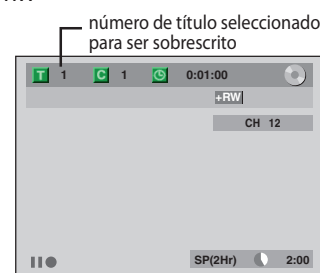 número de título seleccionado
para ser sobrescrito
T 1 C 1 0:01:00
+RW
CH 12
SP(2Hr) 2:00